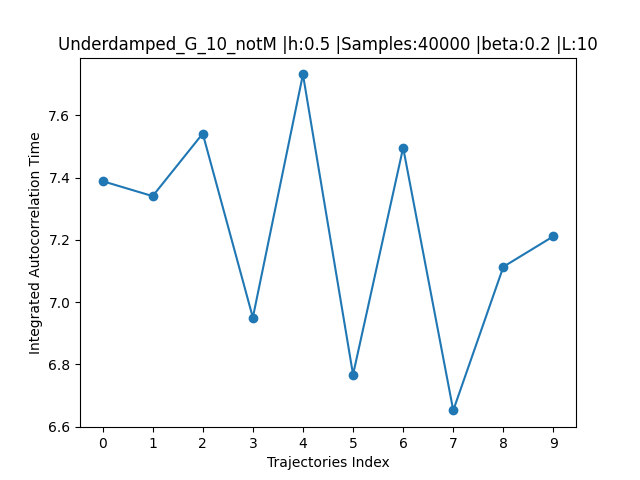 Underdamped_G_10_notM |h:0.5 |Samples:40000 |beta:0.2 |L:10
Integrated Autocorrelation Time
7.6
7.4
7.2
7.0
6.8
6.6
0 1 2 3 4 5 6 7 8 9
Trajectories Index